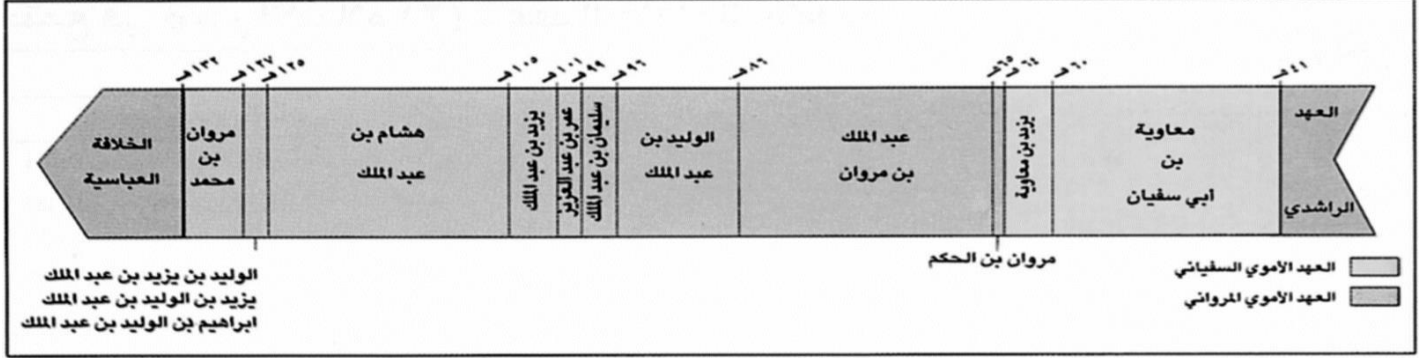 ٤١هـ
٦٠هـ
٦٤هـ
٦٥هـ
٨٦هـ
٩٦هـ
٩٩هـ
١٠١هـ
١٠٥هـ
١٢٥هـ
١٢٧هـ
١٣٢هـ
العهد
الراشدي
معاوية
بن
أبي سفيان
يزيد بن معاوية
عبد الملك
بن مروان
الوليد بن
عبد الملك
سليمان بن عبد الملك
عمر بن عبد العزيز
يزيد بن عبد الملك
هشام بن
عبد الملك
مروان
بن
محمد
الخلافة
العباسية
مروان بن الحكم
الوليد بن يزيد بن عبد الملك
يزيد بن الوليد بن عبد الملك
ابراهيم بن الوليد بن عبد الملك
العهد الأموي السفياني
العهد الأموي المرواني